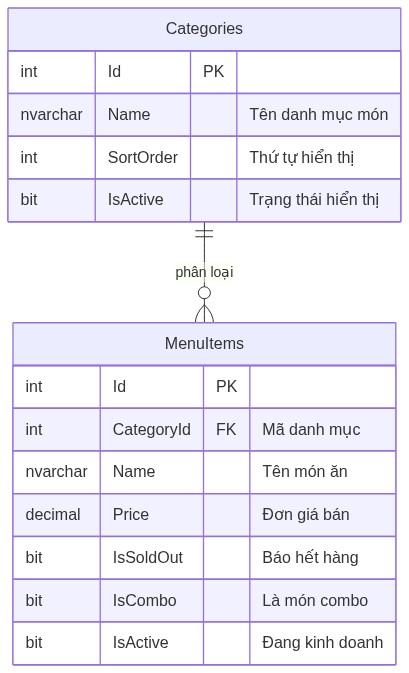 Categories
int Id PK
nvarchar Name Tên danh mục món
int SortOrder Thứ tự hiển thị
bit IsActive Trạng thái hiển thị
phân loại
MenuItems
int Id PK
int CategoryId FK Mã danh mục
nvarchar Name Tên món ăn
decimal Price Đơn giá bán
bit IsSoldOut Báo hết hàng
bit IsCombo Là món combo
bit IsActive Đang kinh doanh